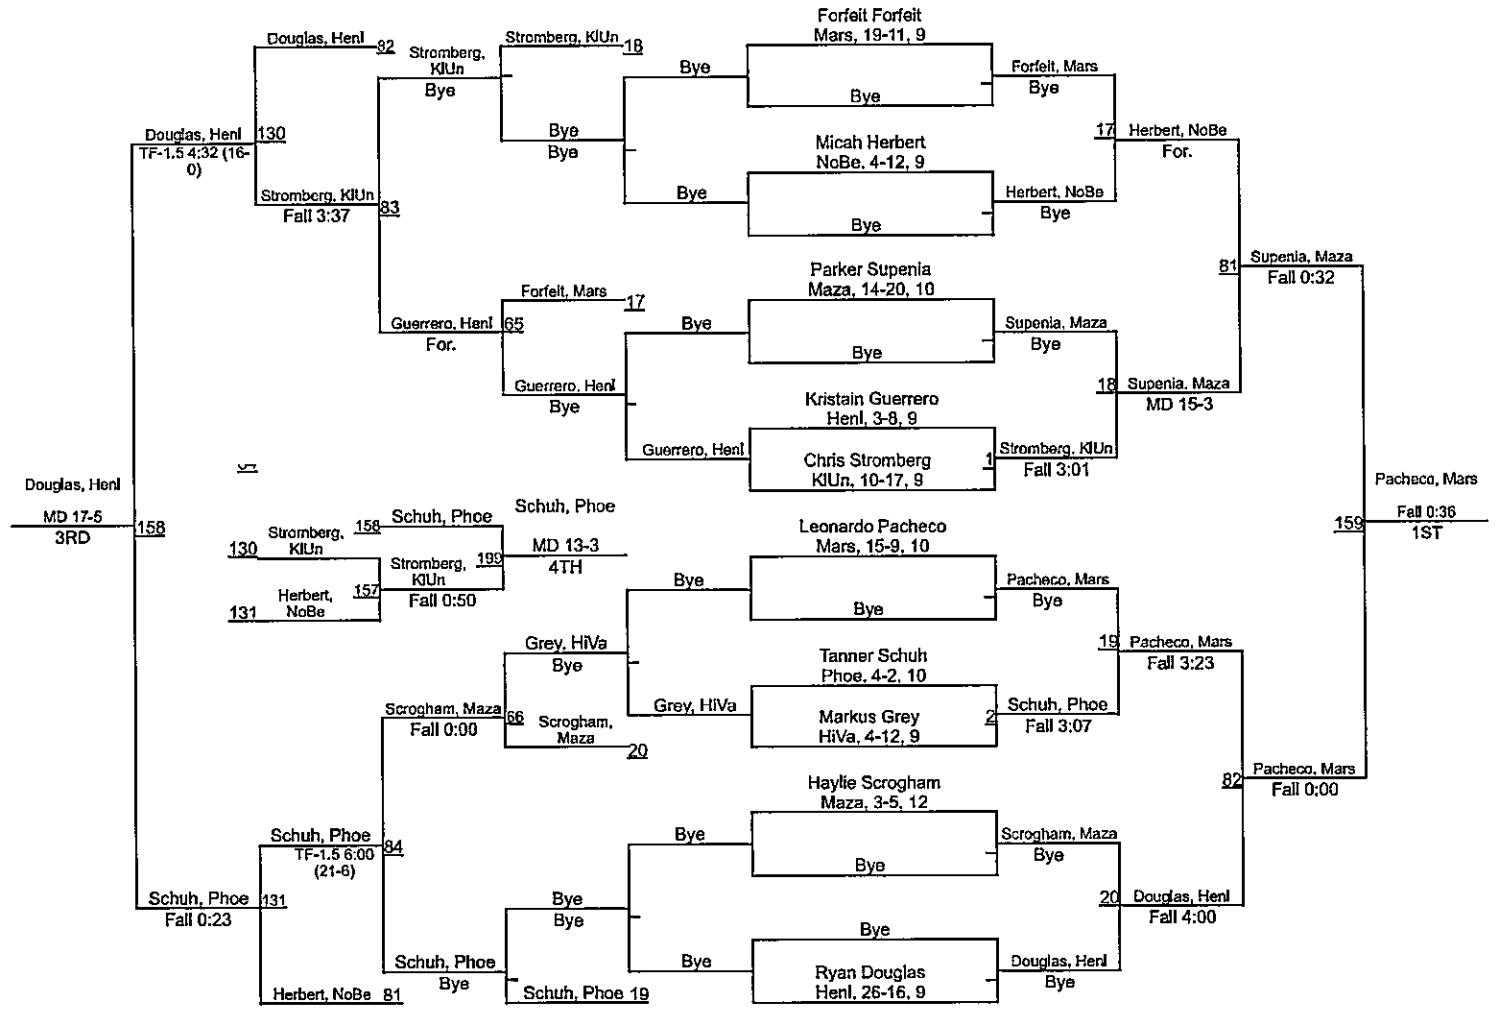 Forfeit Forfeit
Mars, 19-11, 9
Bye
Micah Herbert
NoBe, 4-12, 9
Bye
Parker Supenia
Maza, 14-20, 10
Bye
Kristain Guerrero
Henl, 3-8, 9
Chris Stromberg
KlUn, 10-17, 9
1
Leonardo Pacheco
Mars, 15-9, 10
Bye
Tanner Schuh
Phoe, 4-2, 10
Markus Grey
HiVa, 4-12, 9
2
Haylie Scrogham
Maza, 3-5, 12
Bye
Bye
Ryan Douglas
Henl, 26-16, 9
Forfeit, Mars
Bye
Herbert, NoBe
Bye
Supenia, Maza
Bye
Stromberg, KlUn
Fall 3:01
Pacheco, Mars
Bye
Schuh, Phoe
Fall 3:07
Scrogham, Maza
Bye
Douglas, Henl
Bye
17
Herbert, NoBe
For.
18
Supenia, Maza
MD 15-3
19
Pacheco, Mars
Fall 3:23
20
Douglas, Henl
Fall 4:00
81
Supenia, Maza
Fall 0:32
82
Pacheco, Mars
Fall 0:00
159
Pacheco, Mars
Fall 0:36
1ST
Bye
Bye
Bye
Guerrero, Henl
Bye
Grey, HiVa
Bye
Bye
Stromberg, KlUn
18
Bye
Bye
Forfeit, Mars
17
Guerrero, Henl
Bye
Grey, HiVa
Bye
Scrogham,
Maza
20
Bye
Bye
Schuh, Phoe 19
Stromberg,
KlUn
Bye
Guerrero, Henl
65
For.
Scrogham, Maza
66
Fall 0:00
Schuh, Phoe
Bye
Douglas, Henl
82
Stromberg, KlUn
83
Fall 3:37
Schuh, Phoe
84
TF-1.5 6:00
(21-6)
Herbert, NoBe 81
Douglas, Henl
130
TF-1.5 4:32 (16-
0)
Schuh, Phoe
131
Fall 0:23
Douglas, Henl
MD 17-5
158
3RD
130
Stromberg,
KlUn
131
Herbert,
NoBe
158
Schuh, Phoe
157
Stromberg,
KlUn
Fall 0:50
199
Schuh, Phoe
MD 13-3
4TH